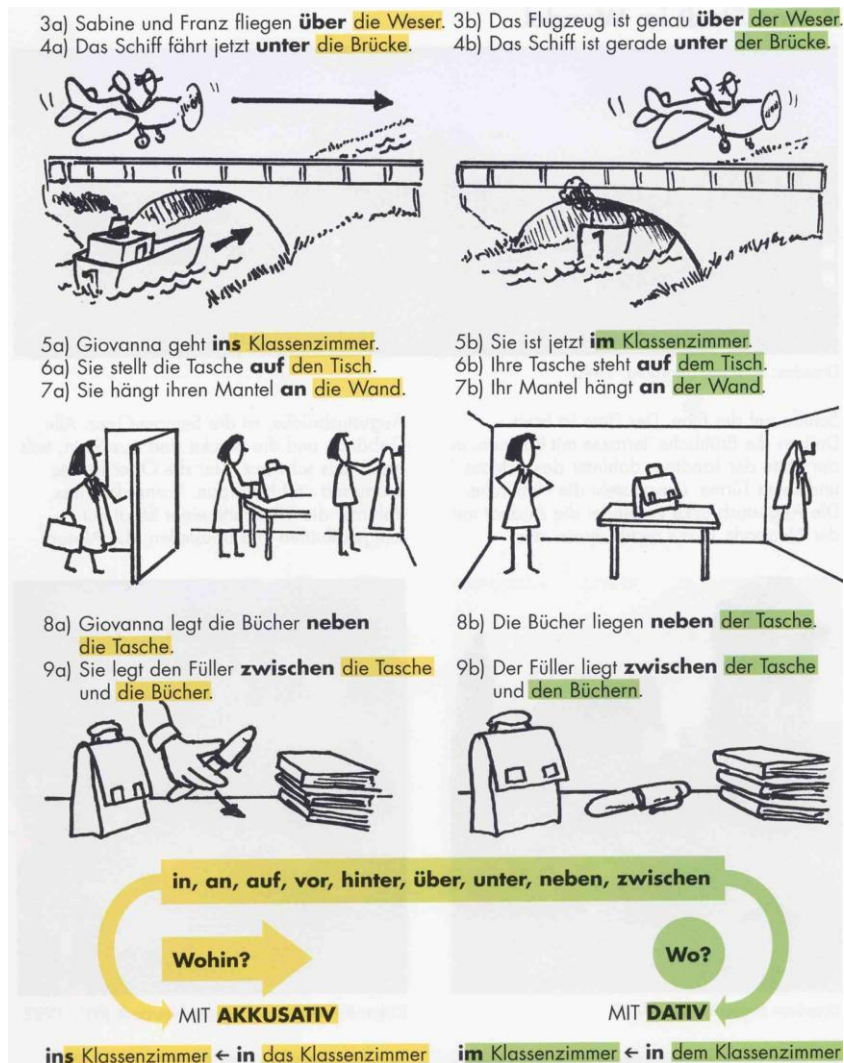 3a) Sabine und Franz fliegen über die Weser.
4a) Das Schiff fährt jetzt unter die Brücke.
3b) Das Flugzeug ist genau über der Weser.
4b) Das Schiff ist gerade unter der Brücke.
5a) Giovanna geht ins Klassenzimmer.
6a) Sie stellt die Tasche auf den Tisch.
7a) Sie hängt ihren Mantel an die Wand.
5b) Sie ist jetzt im Klassenzimmer.
6b) Ihre Tasche steht auf dem Tisch.
7b) Ihr Mantel hängt an der Wand.
8a) Giovanna legt die Bücher neben
die Tasche.
9a) Sie legt den Füller zwischen die Tasche
und die Bücher.
8b) Die Bücher liegen neben der Tasche.
9b) Der Füller liegt zwischen der Tasche
und den Büchern.
in, an, auf, vor, hinter, über, unter, neben, zwischen
Wohin?
Wo?
MIT AKKUSATIV
MIT DATIV
ins Klassenzimmer ← in das Klassenzimmer
im Klassenzimmer ← in dem Klassenzimmer